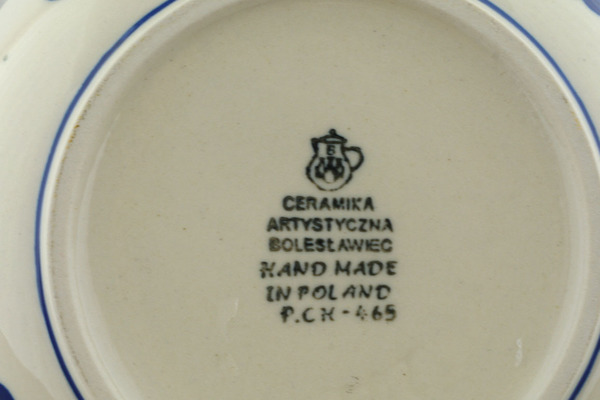 B
CERAMIKA
ARTYSTYCZNA
BOLESŁAWIEC
HAND MADE
IN POLAND
P.CH-465